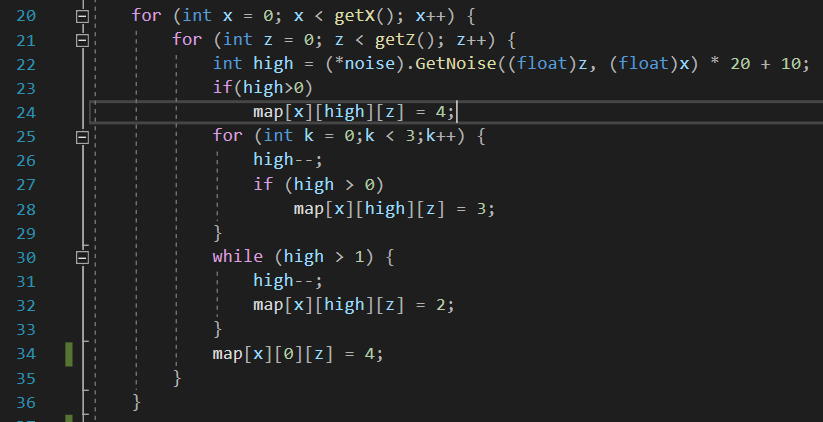 20 for (int x = 0; x < getX(); x++) {
21 for (int z = 0; z < getZ(); z++) {
22 int high = (*noise).GetNoise((float)z, (float)x) * 20 + 10;
23 if(high>0)
24 map[x][high][z] = 4;
25 for (int k = 0;k < 3;k++) {
26 high--;
27 if (high > 0)
28 map[x][high][z] = 3;
29 }
30 while (high > 1) {
31 high--;
32 map[x][high][z] = 2;
33 }
34 map[x][0][z] = 4;
35 }
36 }